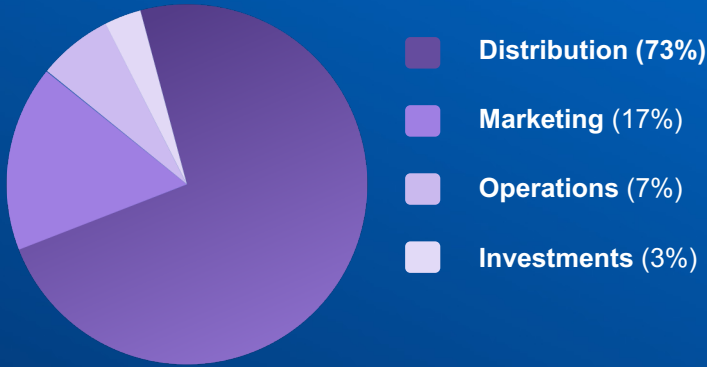 Distribution (73%)
Marketing (17%)
Operations (7%)
Investments (3%)